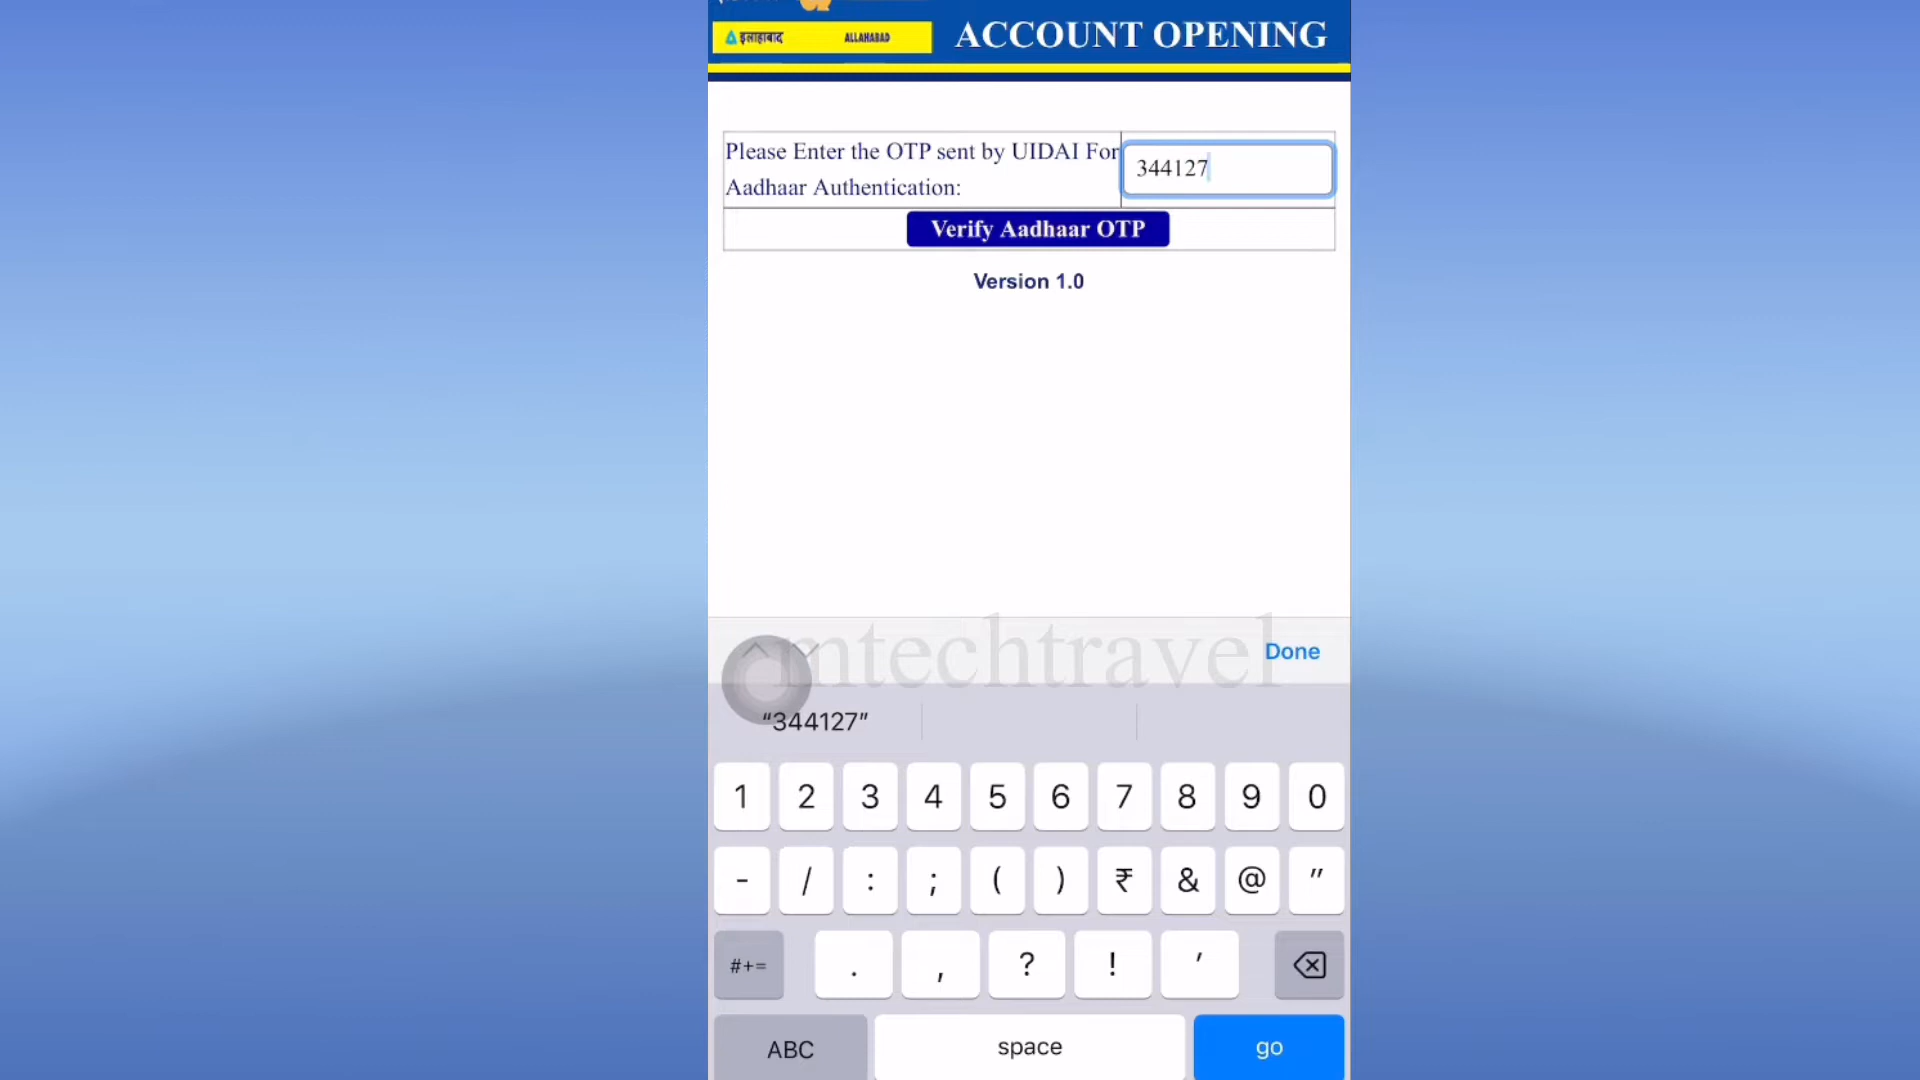 इलाहाबाद ALLAHABAD
ACCOUNT OPENING
Please Enter the OTP sent by UIDAI For
Aadhaar Authentication:
344127
Verify Aadhaar OTP
Version 1.0
mtechtravel
Done
“344127”
1 2 3 4 5 6 7 8 9 0
- / : ; ( ) ₹ & @ "
#+= . , ? ! ’
ABC space go